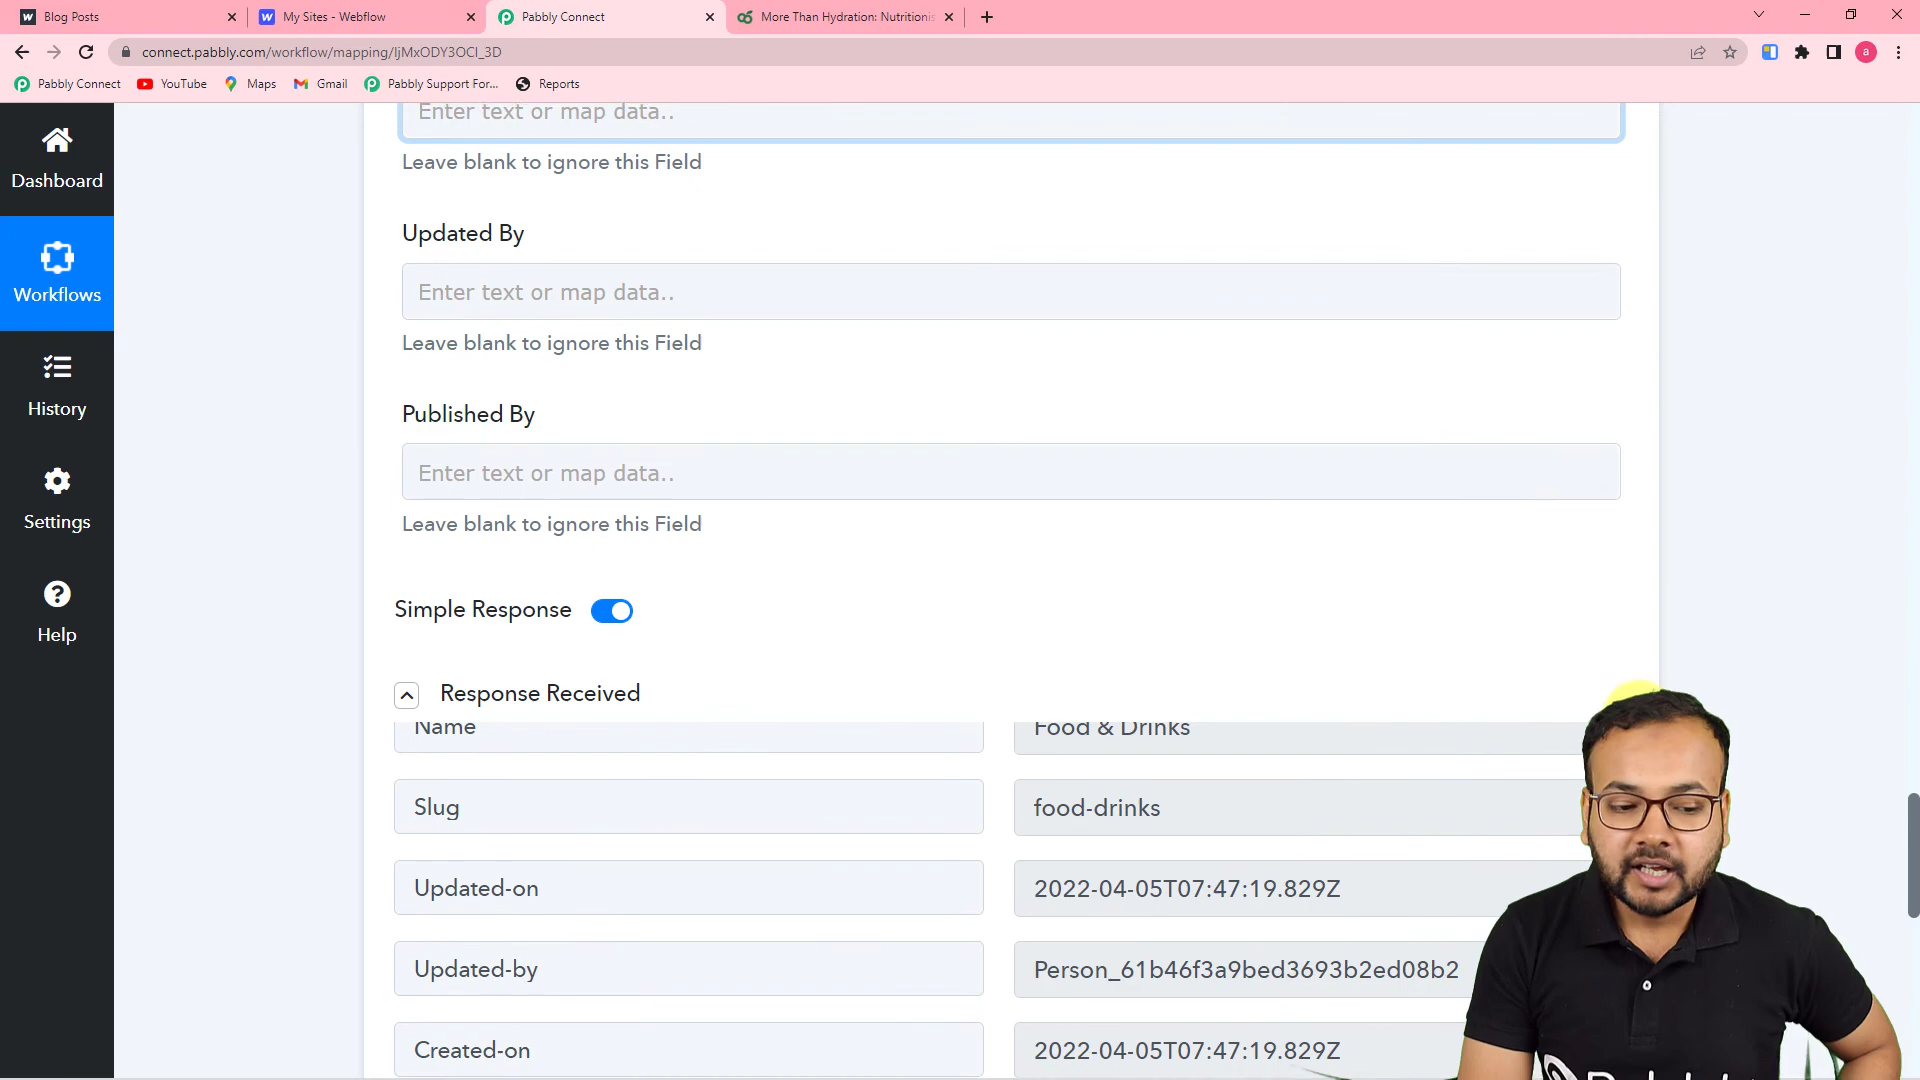 Blog Posts
My Sites - Webflow
Pabbly Connect
More Than Hydration: Nutritionis
connect.pabbly.com/workflow/mapping/IjMxODY3OCI_3D
a
Pabbly Connect
YouTube
Maps
Gmail
Pabbly Support For...
Reports
Enter text or map data..
Leave blank to ignore this Field
Dashboard
Updated By
Enter text or map data..
Workflows
Leave blank to ignore this Field
History
Published By
Enter text or map data..
Settings
Leave blank to ignore this Field
Simple Response
Help
Response Received
Name
Food & Drinks
Slug
food-drinks
Updated-on
2022-04-05T07:47:19.829Z
Updated-by
Person_61b46f3a9bed3693b2ed08b2
Created-on
2022-04-05T07:47:19.829Z